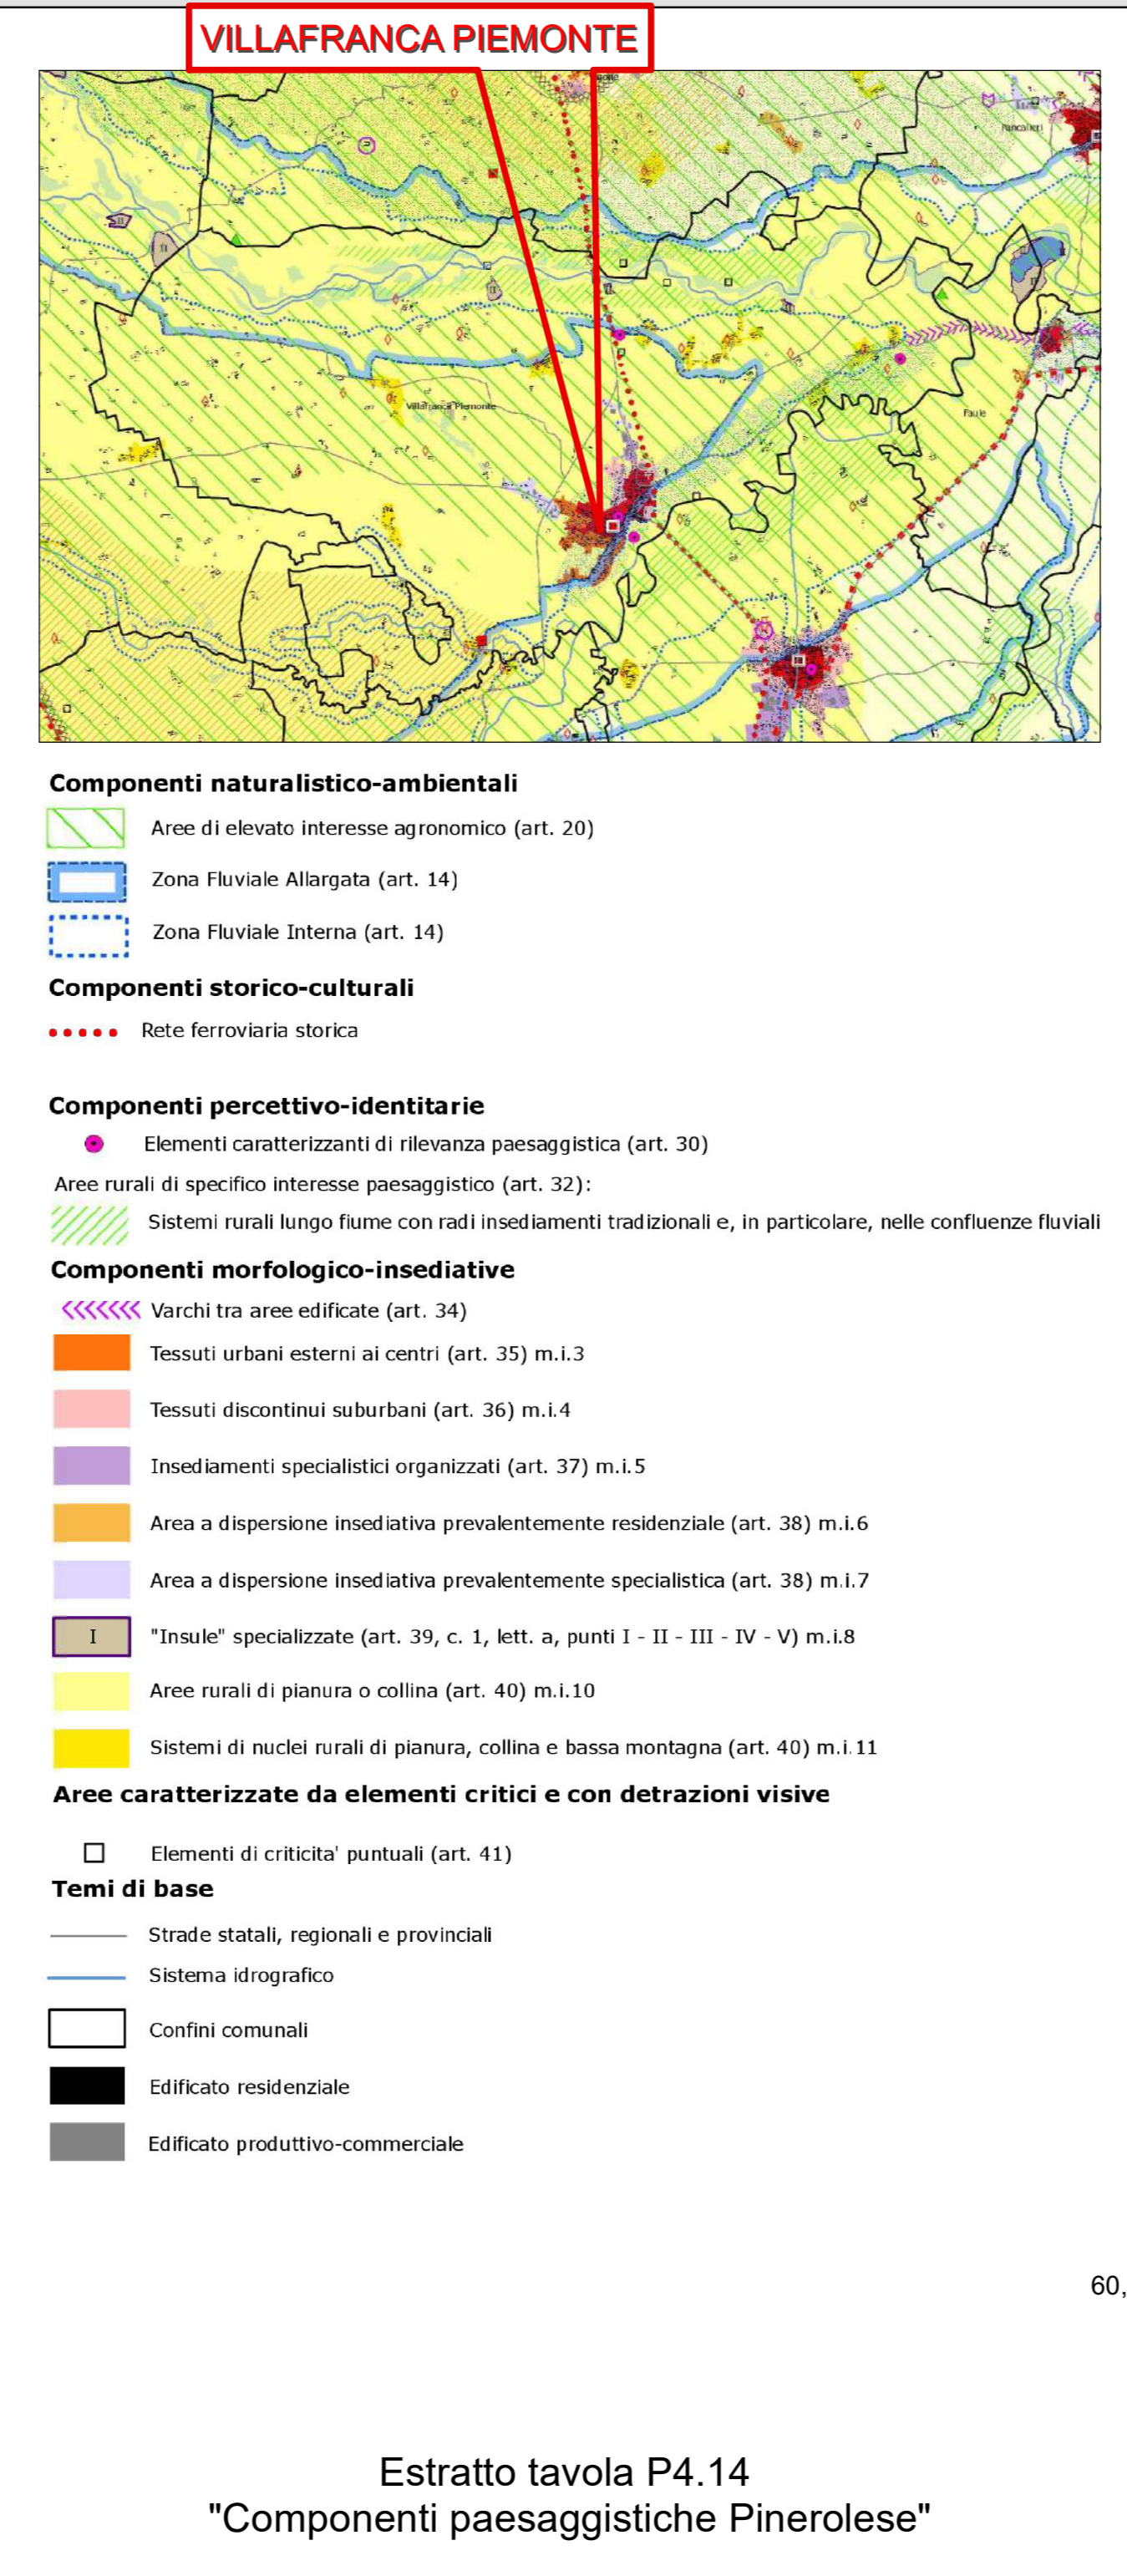 VILLAFRANCA PIEMONTE
Pancalieri
Villafranca Piemonte
Faule
Componenti naturalistico-ambientali
Aree di elevato interesse agronomico (art. 20)
Zona Fluviale Allargata (art. 14)
Zona Fluviale Interna (art. 14)
Componenti storico-culturali
Rete ferroviaria storica
Componenti percettivo-identitarie
Elementi caratterizzanti di rilevanza paesaggistica (art. 30)
Aree rurali di specifico interesse paesaggistico (art. 32):
Sistemi rurali lungo fiume con radi insediamenti tradizionali e, in particolare, nelle confluenze fluviali
Componenti morfologico-insediative
Varchi tra aree edificate (art. 34)
Tessuti urbani esterni ai centri (art. 35) m.i.3
Tessuti discontinui suburbani (art. 36) m.i.4
Insediamenti specialistici organizzati (art. 37) m.i.5
Area a dispersione insediativa prevalentemente residenziale (art. 38) m.i.6
Area a dispersione insediativa prevalentemente specialistica (art. 38) m.i.7
I "Insule" specializzate (art. 39, c. 1, lett. a, punti I - II - III - IV - V) m.i.8
Aree rurali di pianura o collina (art. 40) m.i.10
Sistemi di nuclei rurali di pianura, collina e bassa montagna (art. 40) m.i.11
Aree caratterizzate da elementi critici e con detrazioni visive
Elementi di criticita' puntuali (art. 41)
Temi di base
Strade statali, regionali e provinciali
Sistema idrografico
Confini comunali
Edificato residenziale
Edificato produttivo-commerciale
60,
Estratto tavola P4.14
"Componenti paesaggistiche Pinerolese"